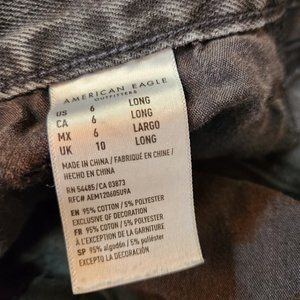 AMERICAN EAGLE
OUTFITTERS
US 6 LONG
CA 6 LONG
MX 6 LARGO
UK 10 LONG
MADE IN CHINA / FABRIQUÉ EN CHINE /
HECHO EN CHINA
RN 54485/CA 03873
RFC# AEM120605U9A
EN 95% COTTON / 5% POLYESTER
EXCLUSIVE OF DECORATION
FR 95% COTON / 5% POLYESTER
À L'EXCEPTION DE LA GARNITURE
SP 95% algodón / 5% poliéster
EXCEPTO LA DECORACIÓN